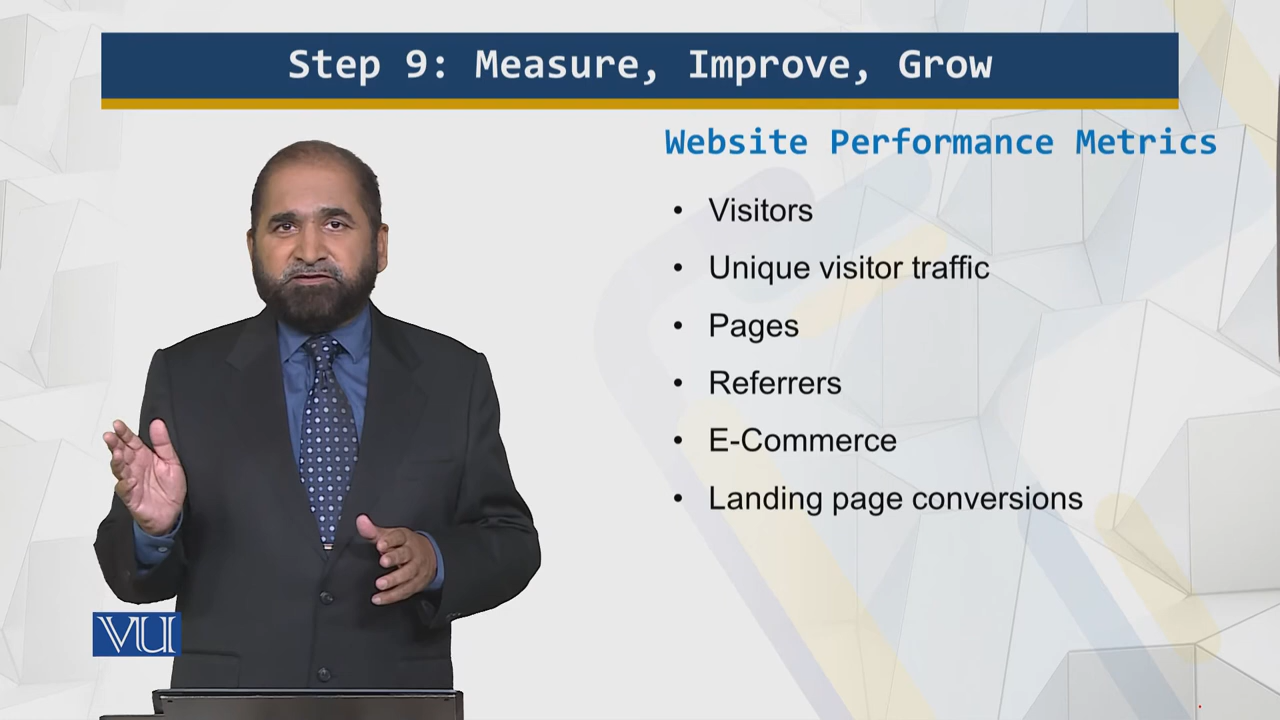 Step 9: Measure, Improve, Grow
Website Performance Metrics
• Visitors
• Unique visitor traffic
• Pages
• Referrers
• E-Commerce
• Landing page conversions
VU